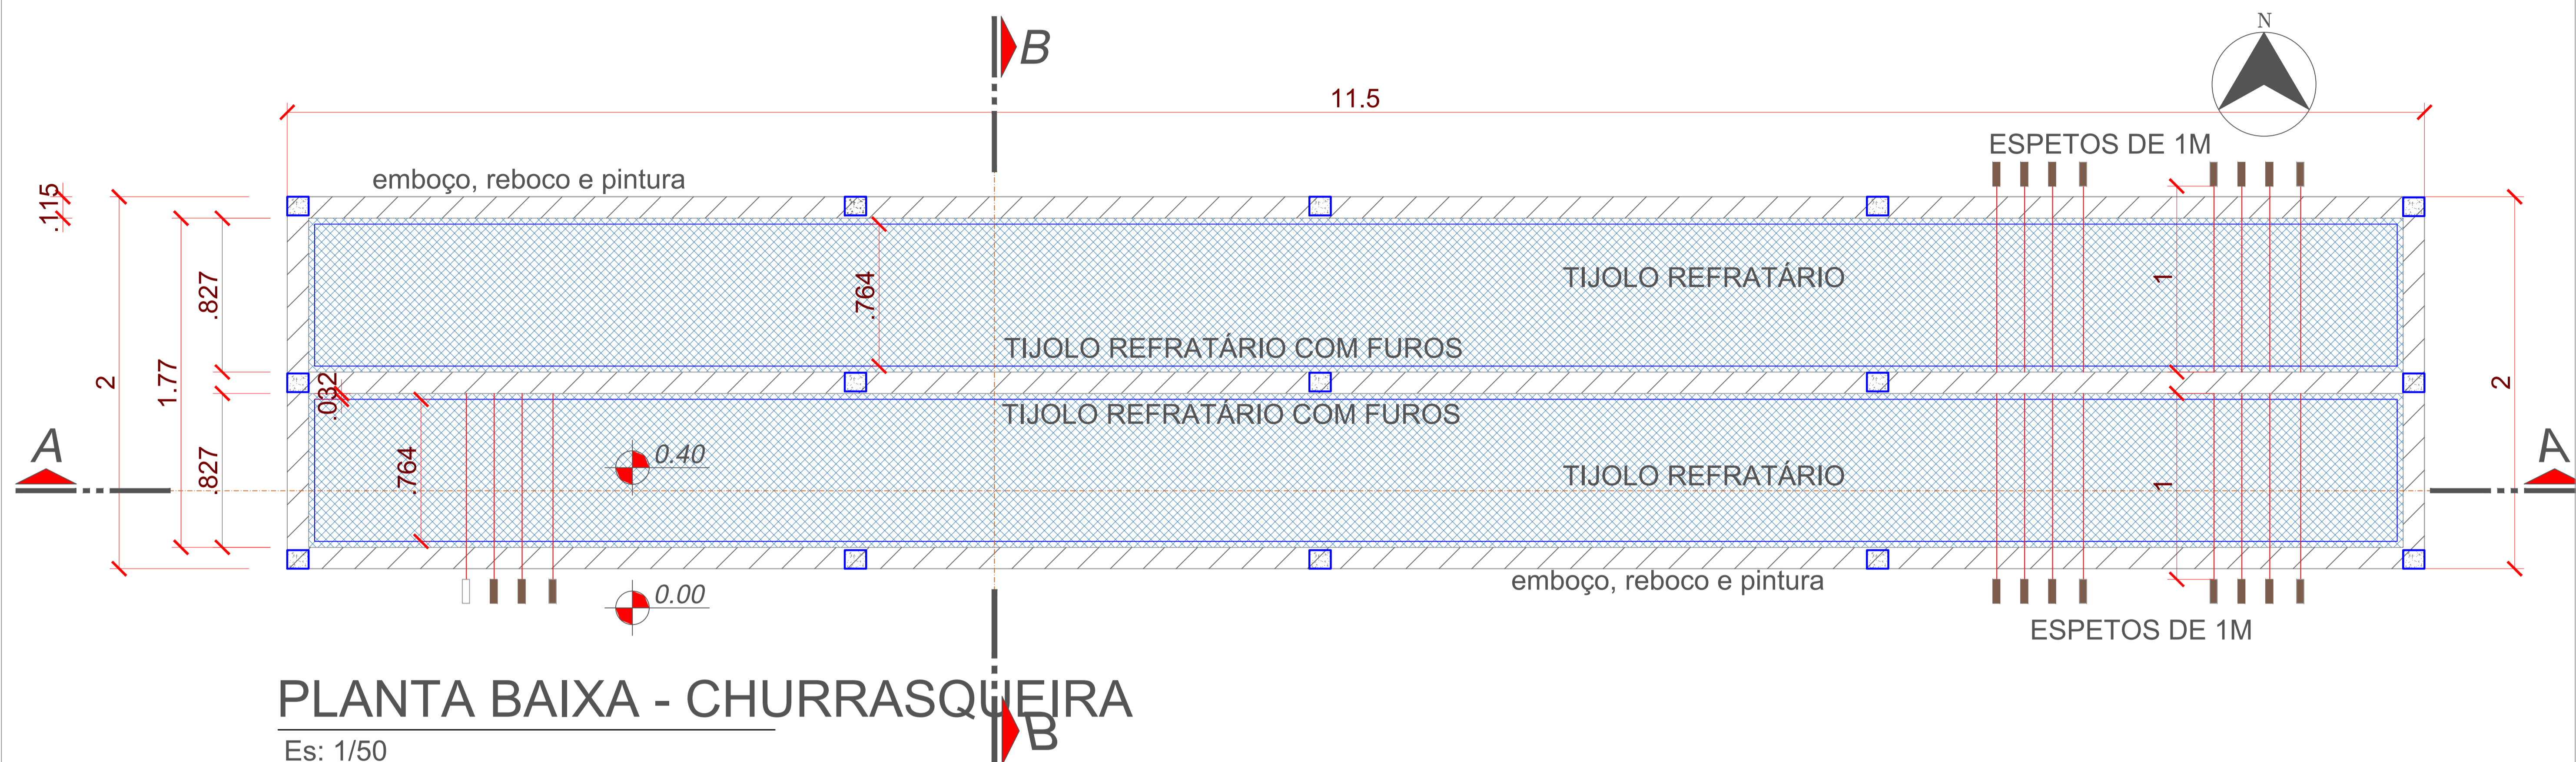 N
B
11.5
ESPETOS DE 1M
emboço, reboco e pintura
.115
.827
.764
1
TIJOLO REFRATÁRIO
TIJOLO REFRATÁRIO COM FUROS
2
1.77
.032
2
TIJOLO REFRATÁRIO COM FUROS
A
0.40
.827
.764
TIJOLO REFRATÁRIO
1
A
0.00
emboço, reboco e pintura
ESPETOS DE 1M
PLANTA BAIXA - CHURRASQUEIRA
B
Es: 1/50